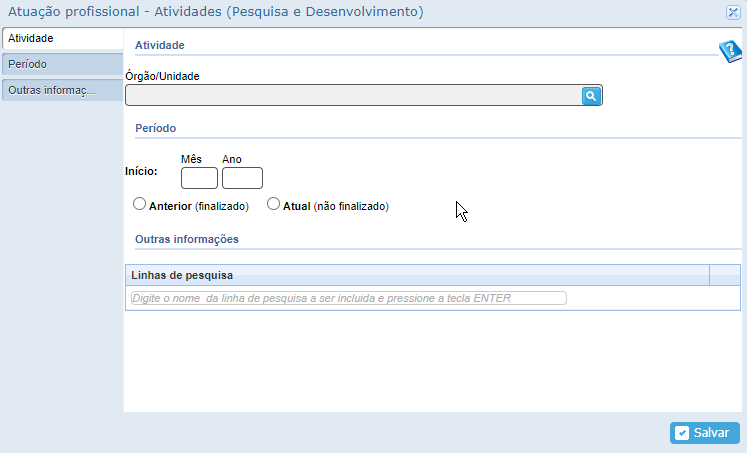 Atuação profissional - Atividades (Pesquisa e Desenvolvimento)
Atividade
Período
Outras informaç...
Atividade
Órgão/Unidade
Período
Mês Ano
Início:
Anterior (finalizado) Atual (não finalizado)
Outras informações
Linhas de pesquisa
Digite o nome da linha de pesquisa a ser incluida e pressione a tecla ENTER
Salvar